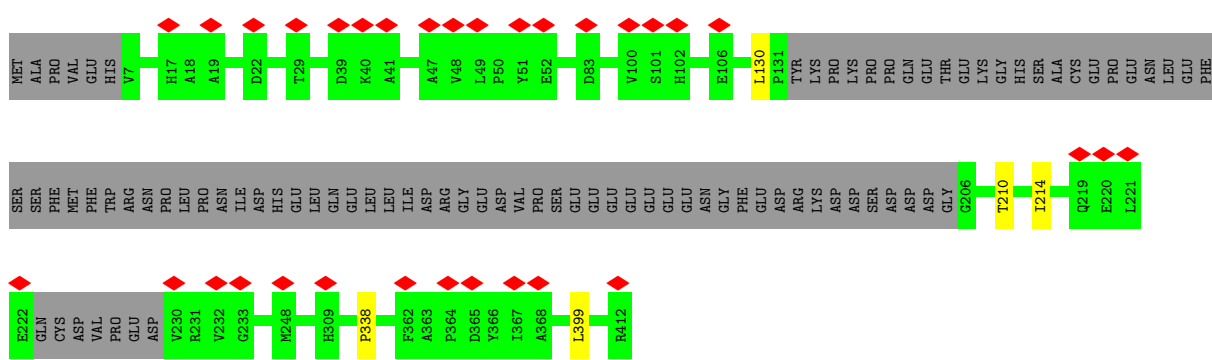 MET ALA PRO VAL GLU HIS V7 H17 A18 A19 D22 T29 D39 K40 A41 A47 V48 L49 P50 Y51 E52 D83 V100 S101 H102 E106 L130 P131 TYR LYS PRO LYS PRO PRO GLN GLU THR GLU LYS GLY HIS SER ALA CYS GLU PRO GLU ASN LEU GLU PHE
SER SER PHE MET PHE TRP ARG ASN PRO LEU PRO ASN ILE ASP HIS GLU LEU GLN GLU LEU LEU ILE ASP ARG GLY GLU ASP VAL PRO SER GLU GLU GLU GLU GLU GLU GLU ASN GLY PHE GLU ASP ARG LYS ASP ASP SER ASP ASP ASP GLY G206 T210 I214 Q219 E220 L221
E222 GLN CYS ASP VAL PRO GLU ASP V230 R231 V232 G233 M248 H309 P338 F362 A363 P364 D365 Y366 I367 A368 L399 R412